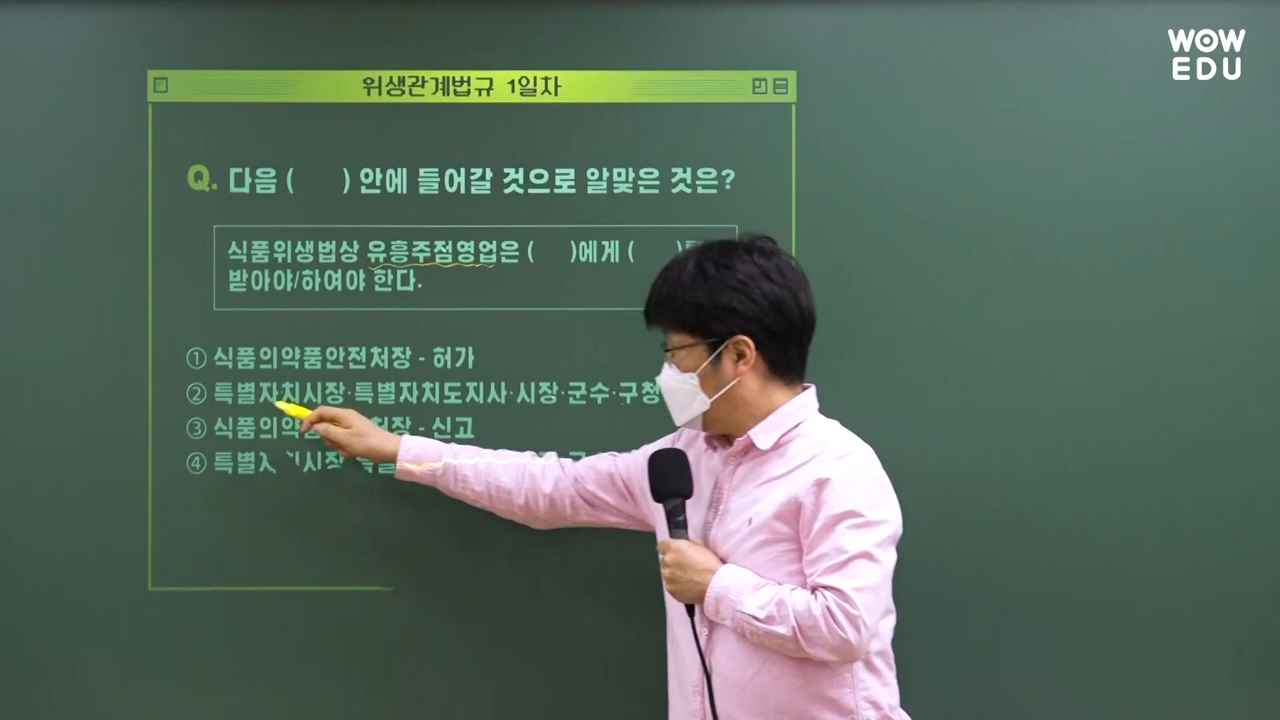 WOW
EDU
위생관계법규 1일차
Q. 다음 ( ) 안에 들어갈 것으로 알맞은 것은?
식품위생법상 유흥주점영업은 ( )에게 (
받아야/하여야 한다.
① 식품의약품안전처장 - 허가
② 특별자치시장·특별자치도지사·시장·군수·구청
③ 식품의약 처장 - 신고
④